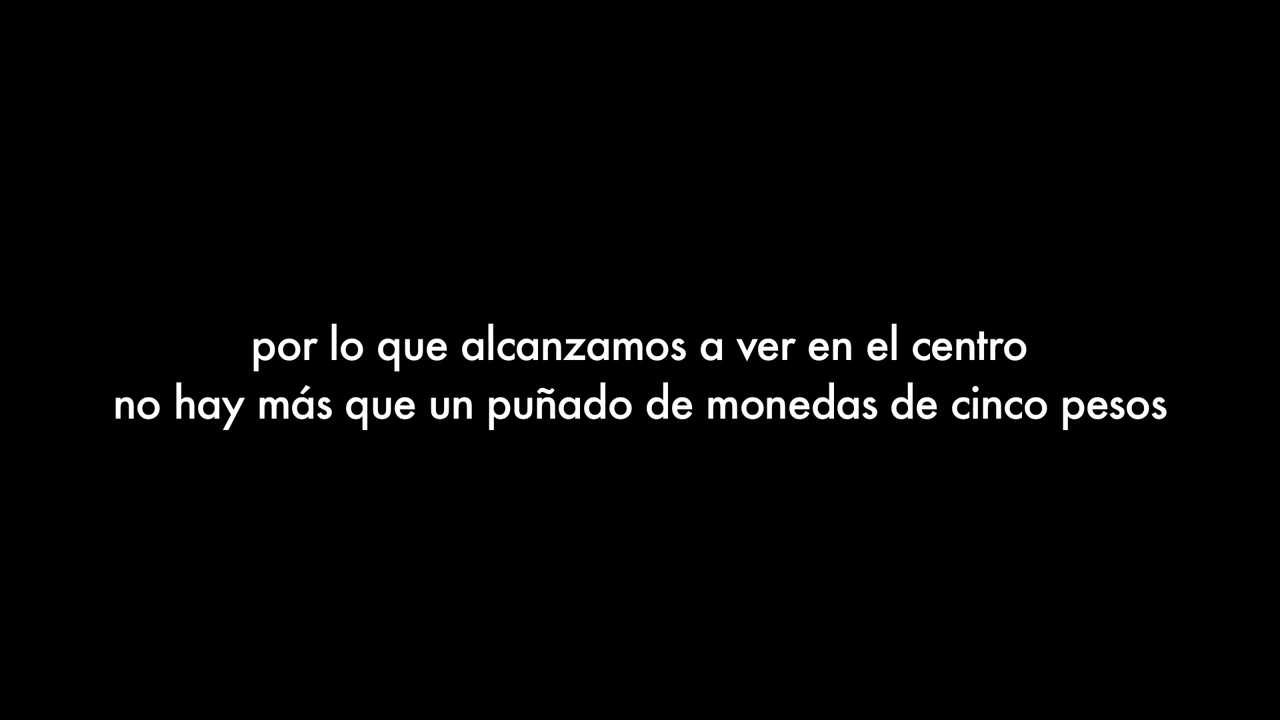 por lo que alcanzamos a ver en el centro
no hay más que un puñado de monedas de cinco pesos